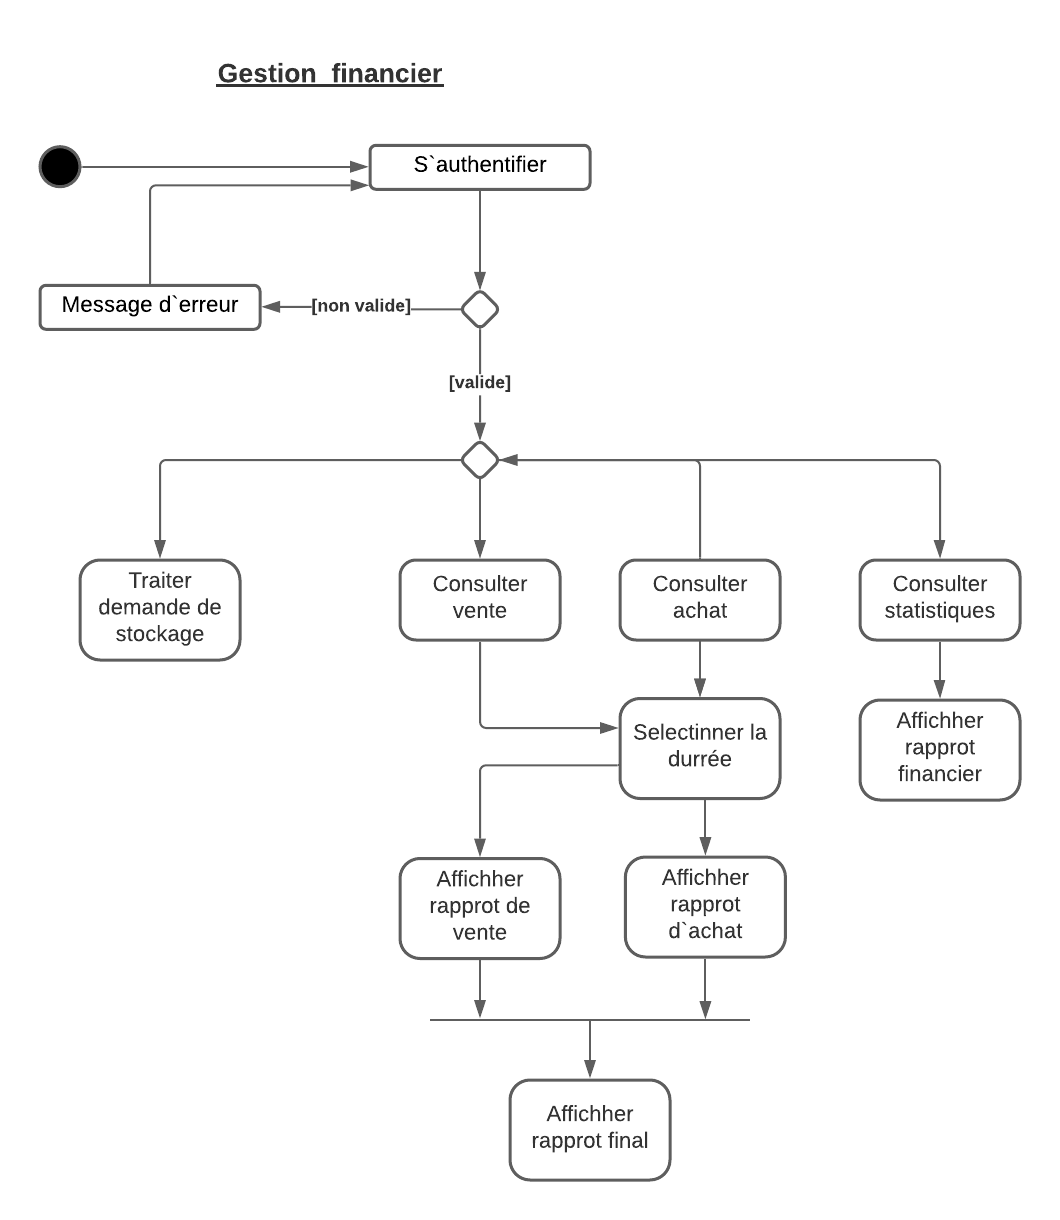 Gestion  financier
S`authentifier
Message d`erreur
[non valide]
[valide]
Traiter
demande de
stockage
Consulter
vente
Consulter
achat
Consulter
statistiques
Selectinner la
durrée
Affichher
rapprot
financier
Affichher
rapprot de
vente
Affichher
rapprot
d`achat
Affichher
rapprot final